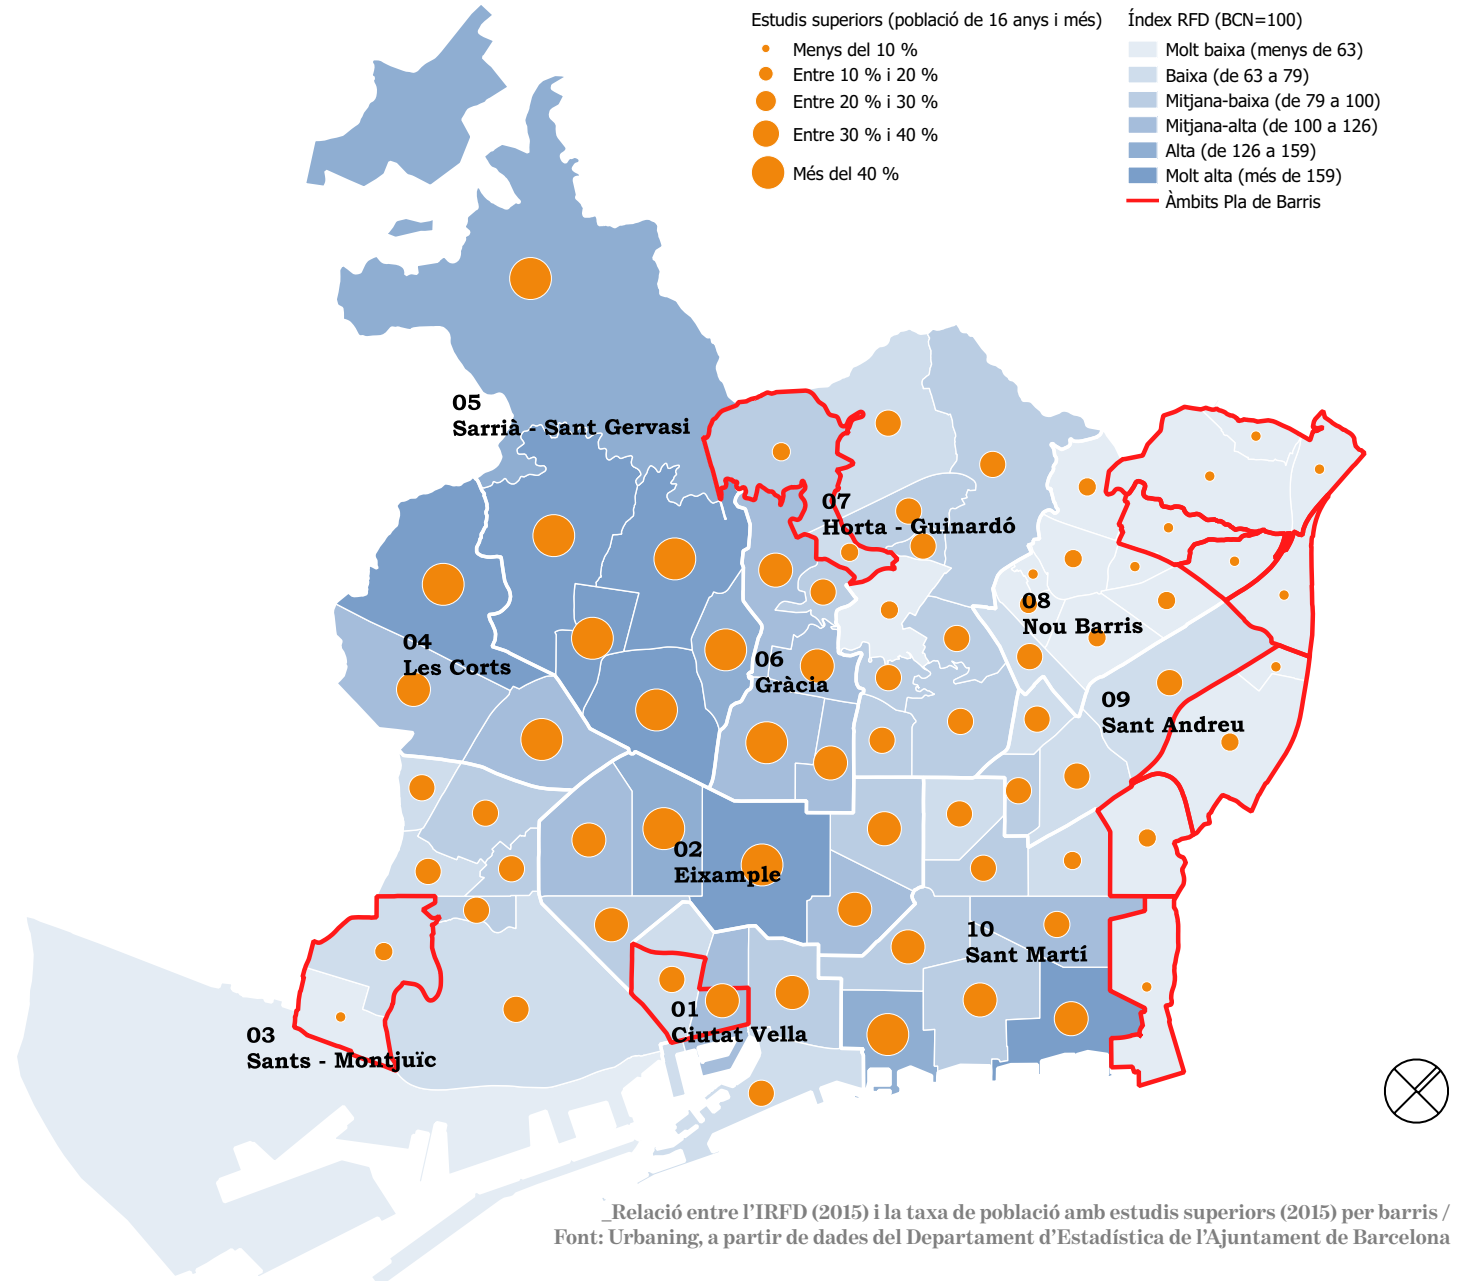 Estudis superiors (població de 16 anys i més)
Menys del 10 %
Entre 10 % i 20 %
Entre 20 % i 30 %
Entre 30 % i 40 %
Més del 40 %
Índex RFD (BCN=100)
Molt baixa (menys de 63)
Baixa (de 63 a 79)
Mitjana-baixa (de 79 a 100)
Mitjana-alta (de 100 a 126)
Alta (de 126 a 159)
Molt alta (més de 159)
Àmbits Pla de Barris
05
Sarrià - Sant Gervasi
07
Horta - Guinardó
08
Nou Barris
04
Les Corts
06
Gràcia
09
Sant Andreu
02
Eixample
10
Sant Martí
01
Ciutat Vella
03
Sants - Montjuïc
_Relació entre l'IRFD (2015) i la taxa de població amb estudis superiors (2015) per barris /
Font: Urbaning, a partir de dades del Departament d'Estadística de l'Ajuntament de Barcelona